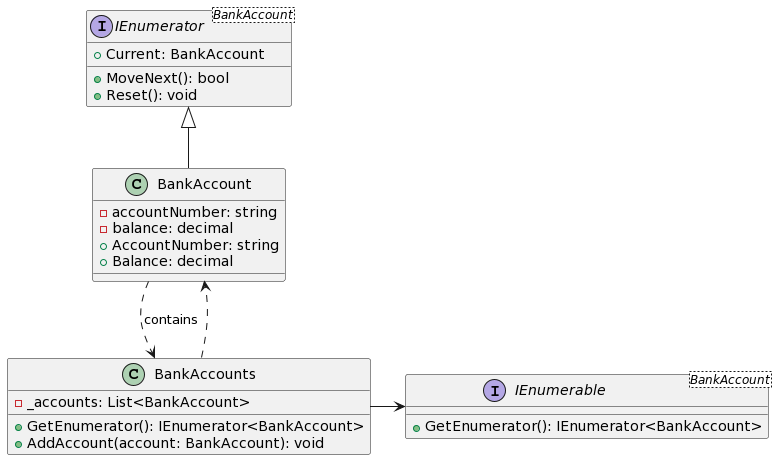 I IEnumerator BankAccount
Current: BankAccount
MoveNext(): bool
Reset(): void
C BankAccount
accountNumber: string
balance: decimal
AccountNumber: string
Balance: decimal
contains
C BankAccounts
_accounts: List<BankAccount>
GetEnumerator(): IEnumerator<BankAccount>
AddAccount(account: BankAccount): void
I IEnumerable BankAccount
GetEnumerator(): IEnumerator<BankAccount>